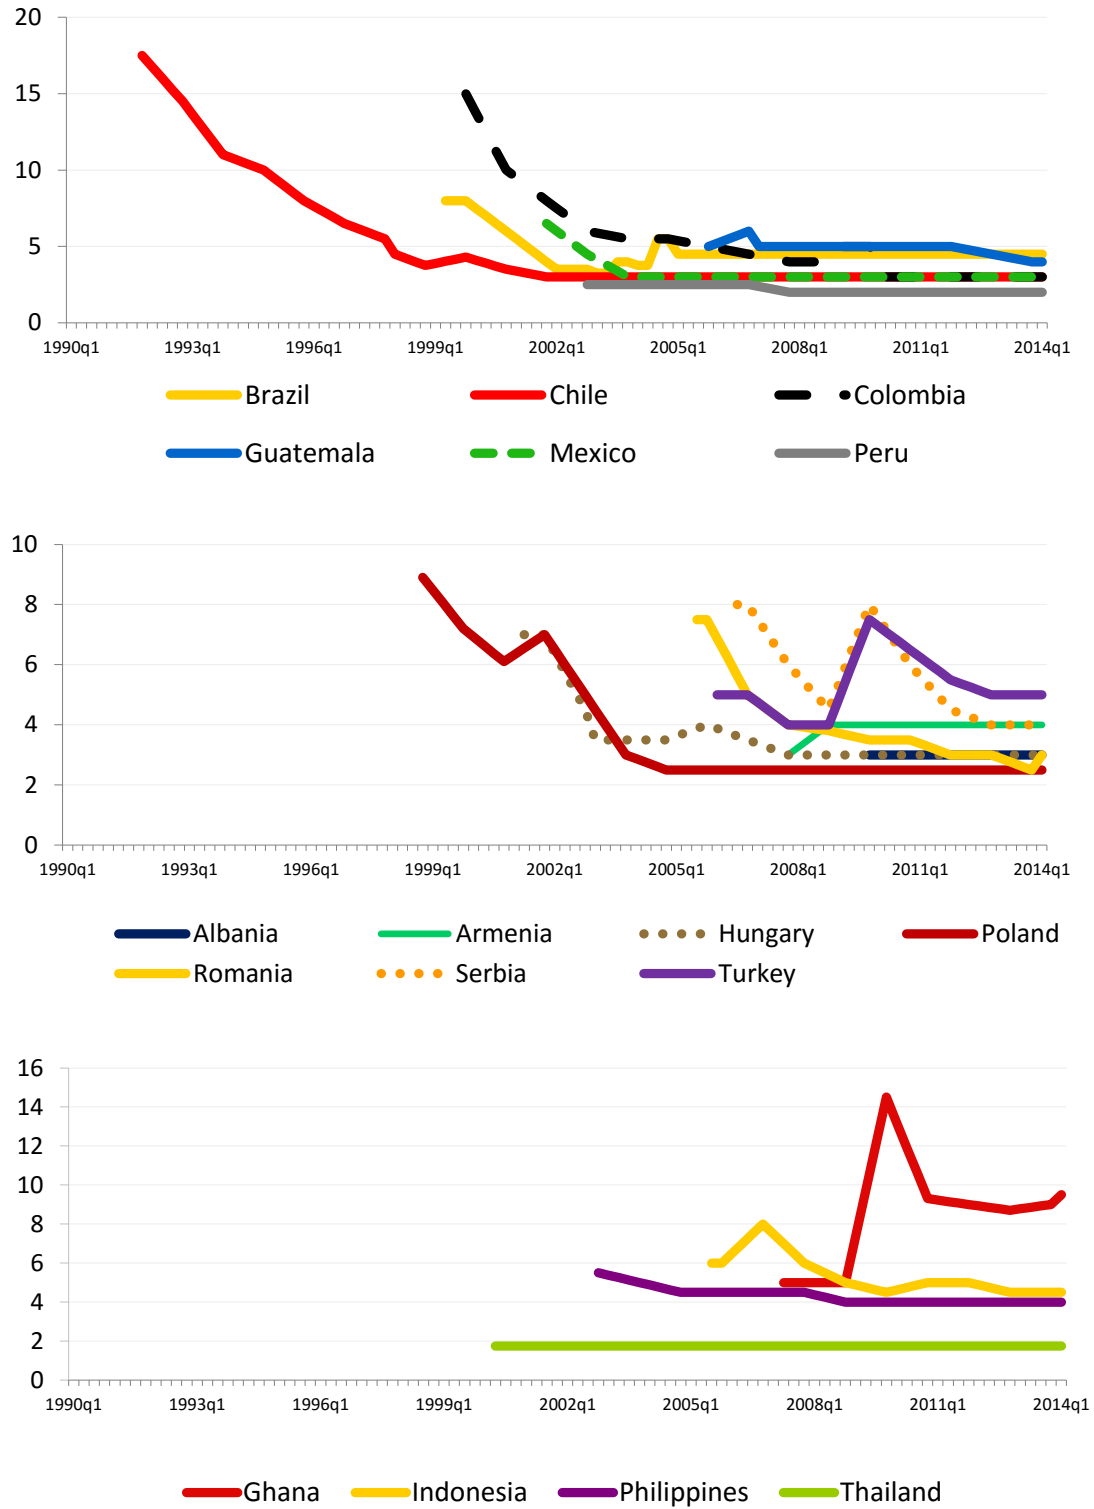 20
15
10
5
0
1990q1 1993q1 1996q1 1999q1 2002q1 2005q1 2008q1 2011q1 2014q1
Brazil Chile Colombia
Guatemala Mexico Peru
10
8
6
4
2
0
1990q1 1993q1 1996q1 1999q1 2002q1 2005q1 2008q1 2011q1 2014q1
Albania Armenia Hungary Poland
Romania Serbia Turkey
16
14
12
10
8
6
4
2
0
1990q1 1993q1 1996q1 1999q1 2002q1 2005q1 2008q1 2011q1 2014q1
Ghana Indonesia Philippines Thailand